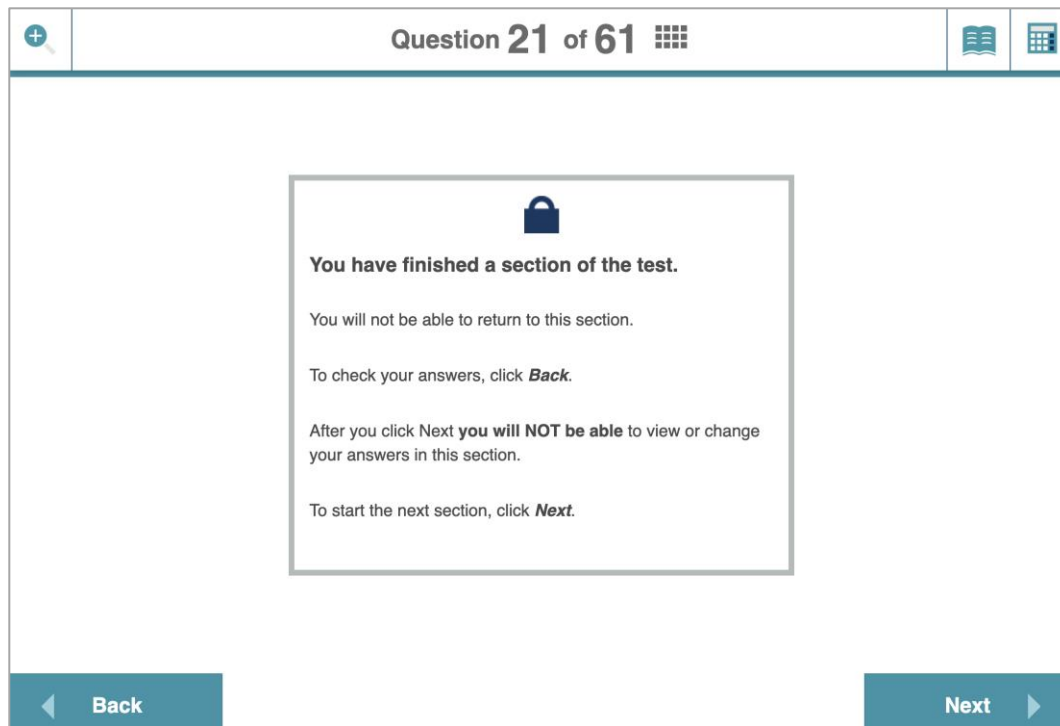 Question 21 of 61
You have finished a section of the test.
You will not be able to return to this section.
To check your answers, click Back.
After you click Next you will NOT be able to view or change
your answers in this section.
To start the next section, click Next.
Back
Next